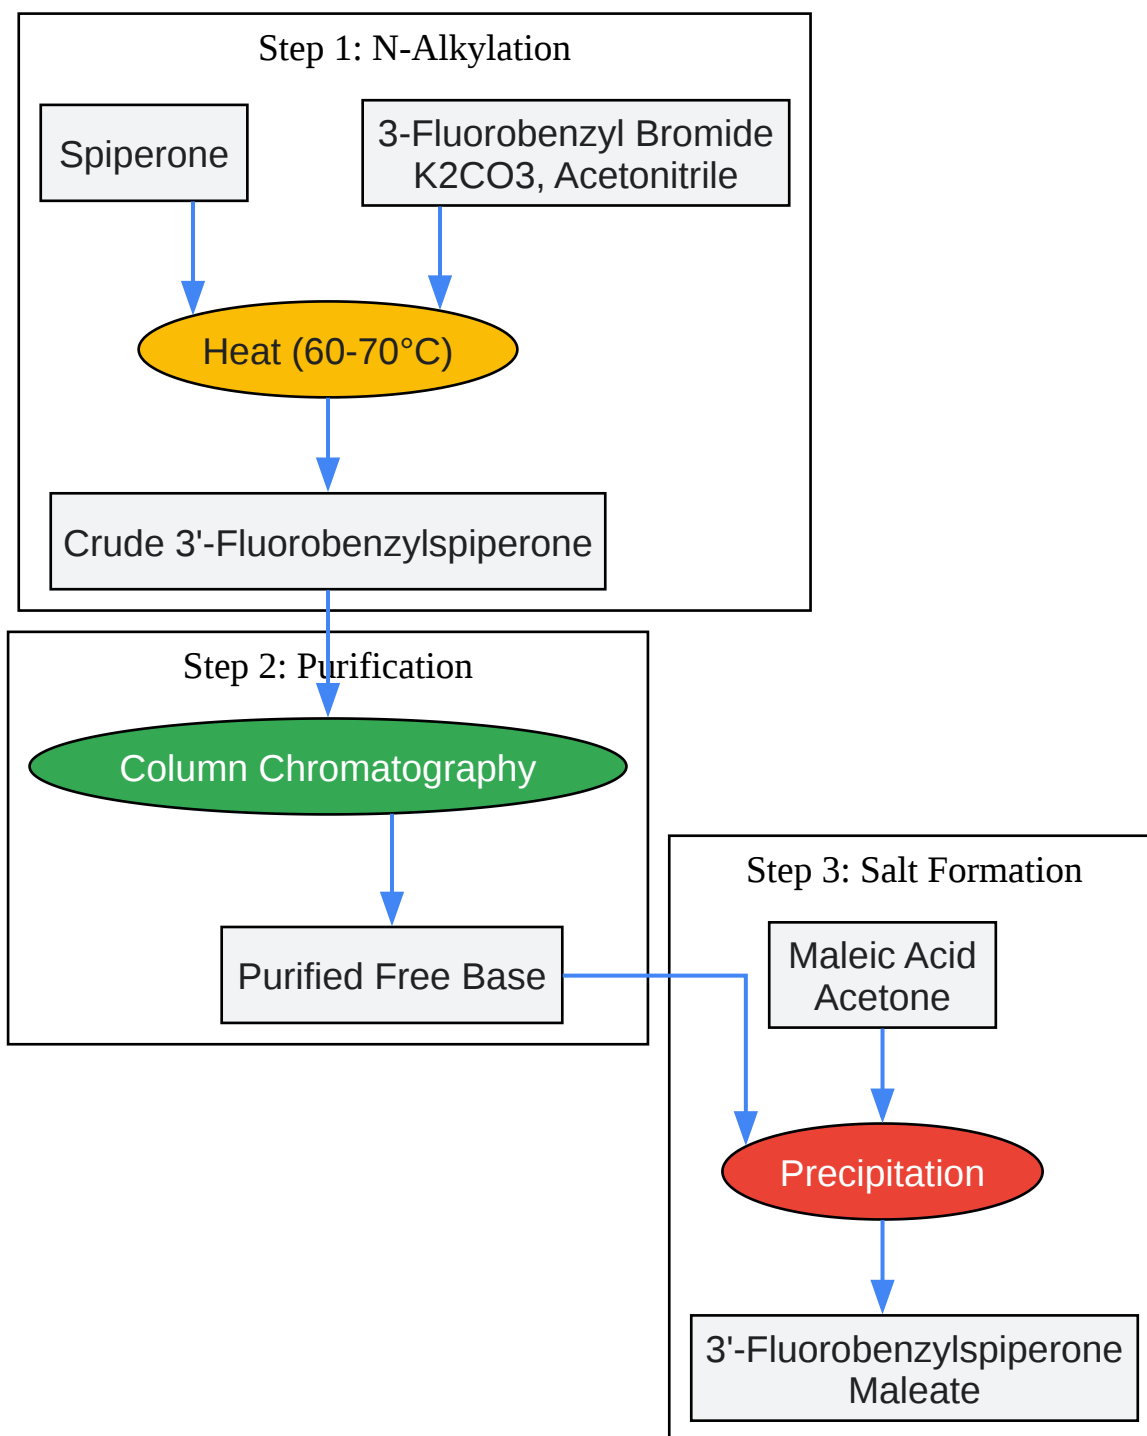 Step 1: N-Alkylation
Spiperone
3-Fluorobenzyl Bromide
K2CO3, Acetonitrile
Heat (60-70°C)
Crude 3'-Fluorobenzylspiperone
Step 2: Purification
Column Chromatography
Purified Free Base
Step 3: Salt Formation
Maleic Acid
Acetone
Precipitation
3'-Fluorobenzylspiperone
Maleate